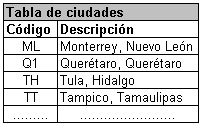 Tabla de ciudades
Código Descripción
ML Monterrey, Nuevo León
Q1 Querétaro, Querétaro
TH Tula, Hidalgo
TT Tampico, Tamaulipas
......... ........................